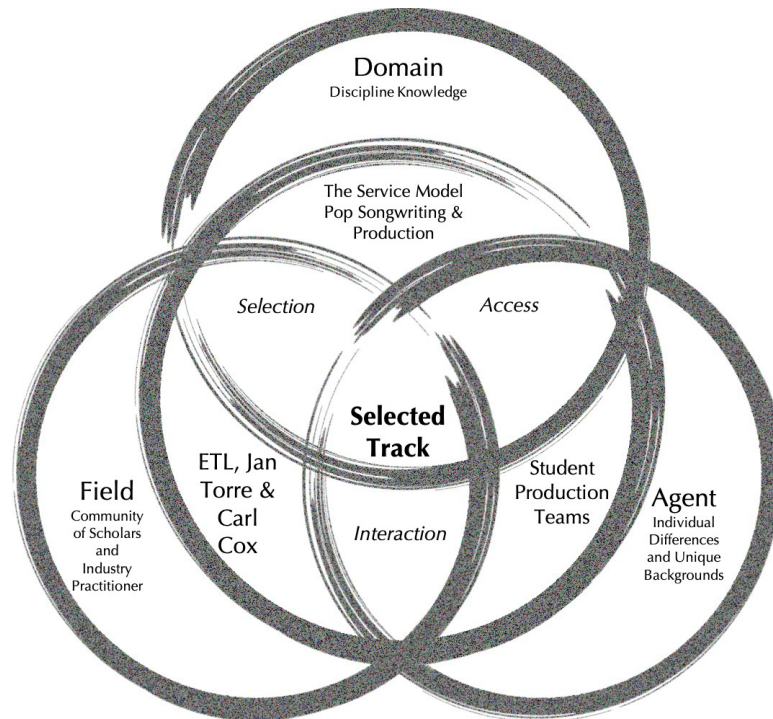 Domain
Discipline Knowledge
The Service Model
Pop Songwriting &
Production
Selection
Access
Selected
Track
ETL, Jan
Torre &
Carl
Cox
Student
Production
Teams
Field
Community
of Scholars
and
Industry
Practitioner
Agent
Individual
Differences
and Unique
Backgrounds
Interaction